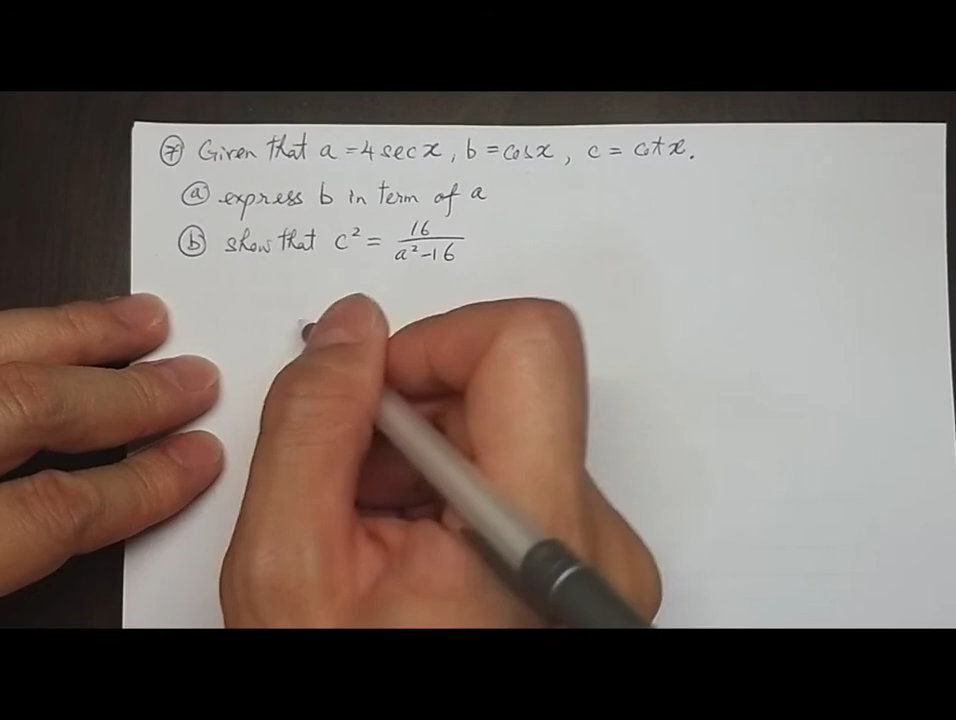 ⑦ Given that a = 4 sec x, b = cos x, c = cot x.
ⓐ express b in term of a
ⓑ show that c² = 16/(a²-16)